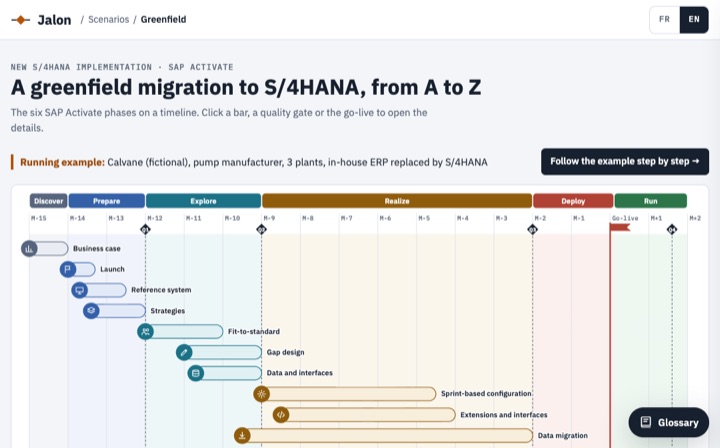 Jalon / Scenarios / Greenfield FR EN
NEW S/4HANA IMPLEMENTATION · SAP ACTIVATE
A greenfield migration to S/4HANA, from A to Z
The six SAP Activate phases on a timeline. Click a bar, a quality gate or the go-live to open the
details.
Running example: Calvane (fictional), pump manufacturer, 3 plants, in-house ERP replaced by S/4HANA
Follow the example step by step →
Discover Prepare Explore Realize Deploy Run
M-15 M-14 M-13 M-12 M-11 M-10 M-9 M-8 M-7 M-6 M-5 M-4 M-3 M-2 M-1 Go-live M+1 M+2
Business case
Launch
Reference system
Strategies
Fit-to-standard
Gap design
Data and interfaces
Sprint-based configuration
Extensions and interfaces
Data migration
Glossary